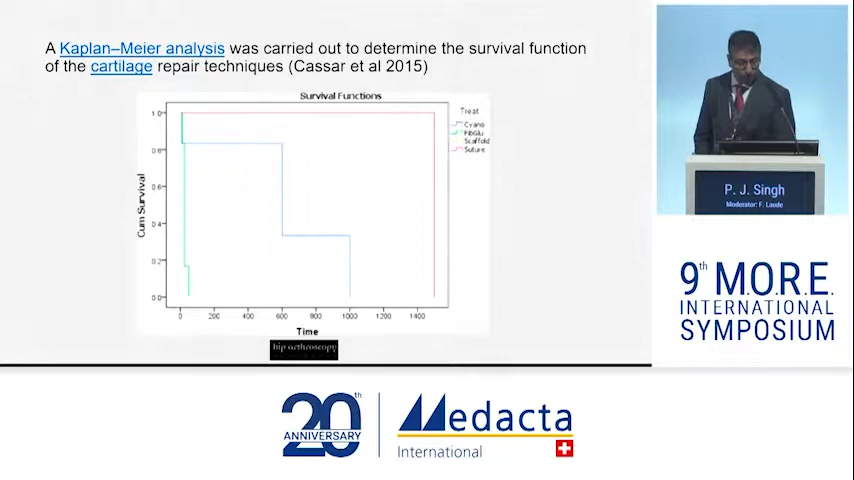 A Kaplan–Meier analysis was carried out to determine the survival function
of the cartilage repair techniques (Cassar et al 2015)
Survival Functions
Cum Survival
1.0
0.8
0.6
0.4
0.2
0.0
0
200
400
600
800
1000
1200
1400
Time
Treat
Cyano
FibGlu
Scaffold
Suture
hip arthroscopy
P. J. Singh
Moderator: F. Laude
9th M.O.R.E.
INTERNATIONAL
SYMPOSIUM
20th
ANNIVERSARY
Medacta
International